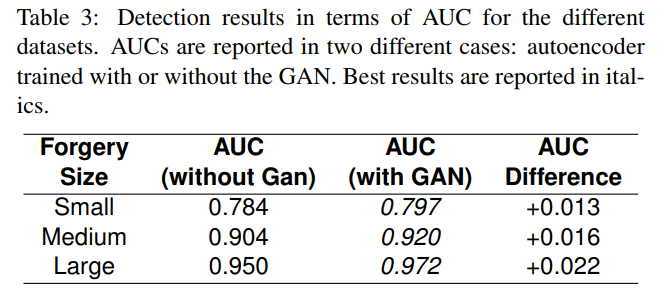 Table 3: Detection results in terms of AUC for the different
datasets. AUCs are reported in two different cases: autoencoder
trained with or without the GAN. Best results are reported in ital-
ics.
Forgery AUC AUC AUC
Size (without Gan) (with GAN) Difference
Small 0.784 0.797 +0.013
Medium 0.904 0.920 +0.016
Large 0.950 0.972 +0.022